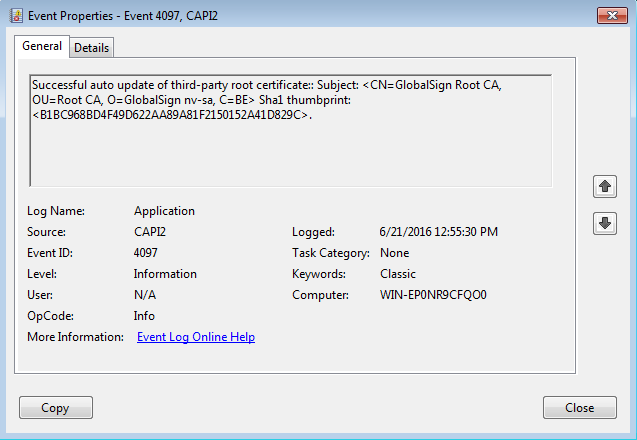 Event Properties - Event 4097, CAPI2
General Details
Successful auto update of third-party root certificate:: Subject: <CN=GlobalSign Root CA,
OU=Root CA, O=GlobalSign nv-sa, C=BE> Sha1 thumbprint:
<B1BC968BD4F49D622AA89A81F2150152A41D829C>.
Log Name: Application
Source: CAPI2 Logged: 6/21/2016 12:55:30 PM
Event ID: 4097 Task Category: None
Level: Information Keywords: Classic
User: N/A Computer: WIN-EP0NR9CFQO0
OpCode: Info
More Information: Event Log Online Help
Copy Close